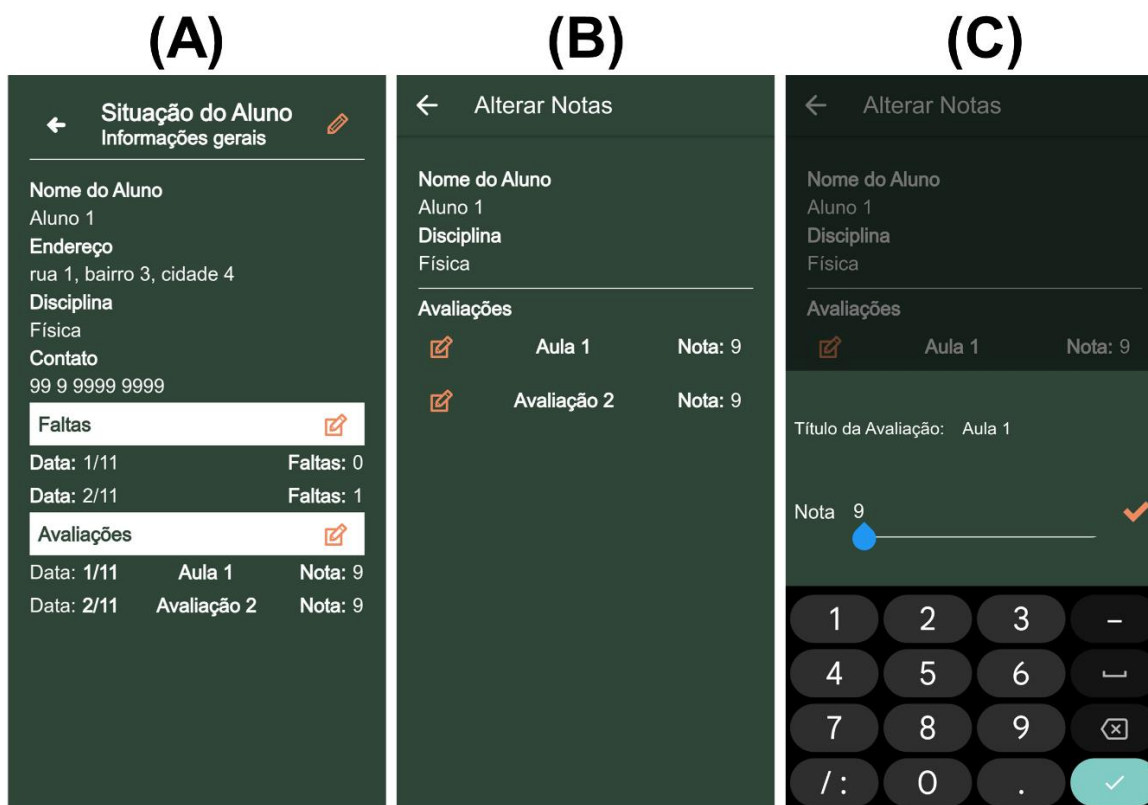 (A)
Situação do Aluno
Informações gerais
Nome do Aluno
Aluno 1
Endereço
rua 1, bairro 3, cidade 4
Disciplina
Física
Contato
99 9 9999 9999
Faltas
Data: 1/11 Faltas: 0
Data: 2/11 Faltas: 1
Avaliações
Data: 1/11 Aula 1 Nota: 9
Data: 2/11 Avaliação 2 Nota: 9
(B)
Alterar Notas
Nome do Aluno
Aluno 1
Disciplina
Física
Avaliações
Aula 1 Nota: 9
Avaliação 2 Nota: 9
(C)
Alterar Notas
Nome do Aluno
Aluno 1
Disciplina
Física
Avaliações
Aula 1 Nota: 9
Título da Avaliação: Aula 1
Nota 9
1 2 3 –
4 5 6
7 8 9
/ : 0 .